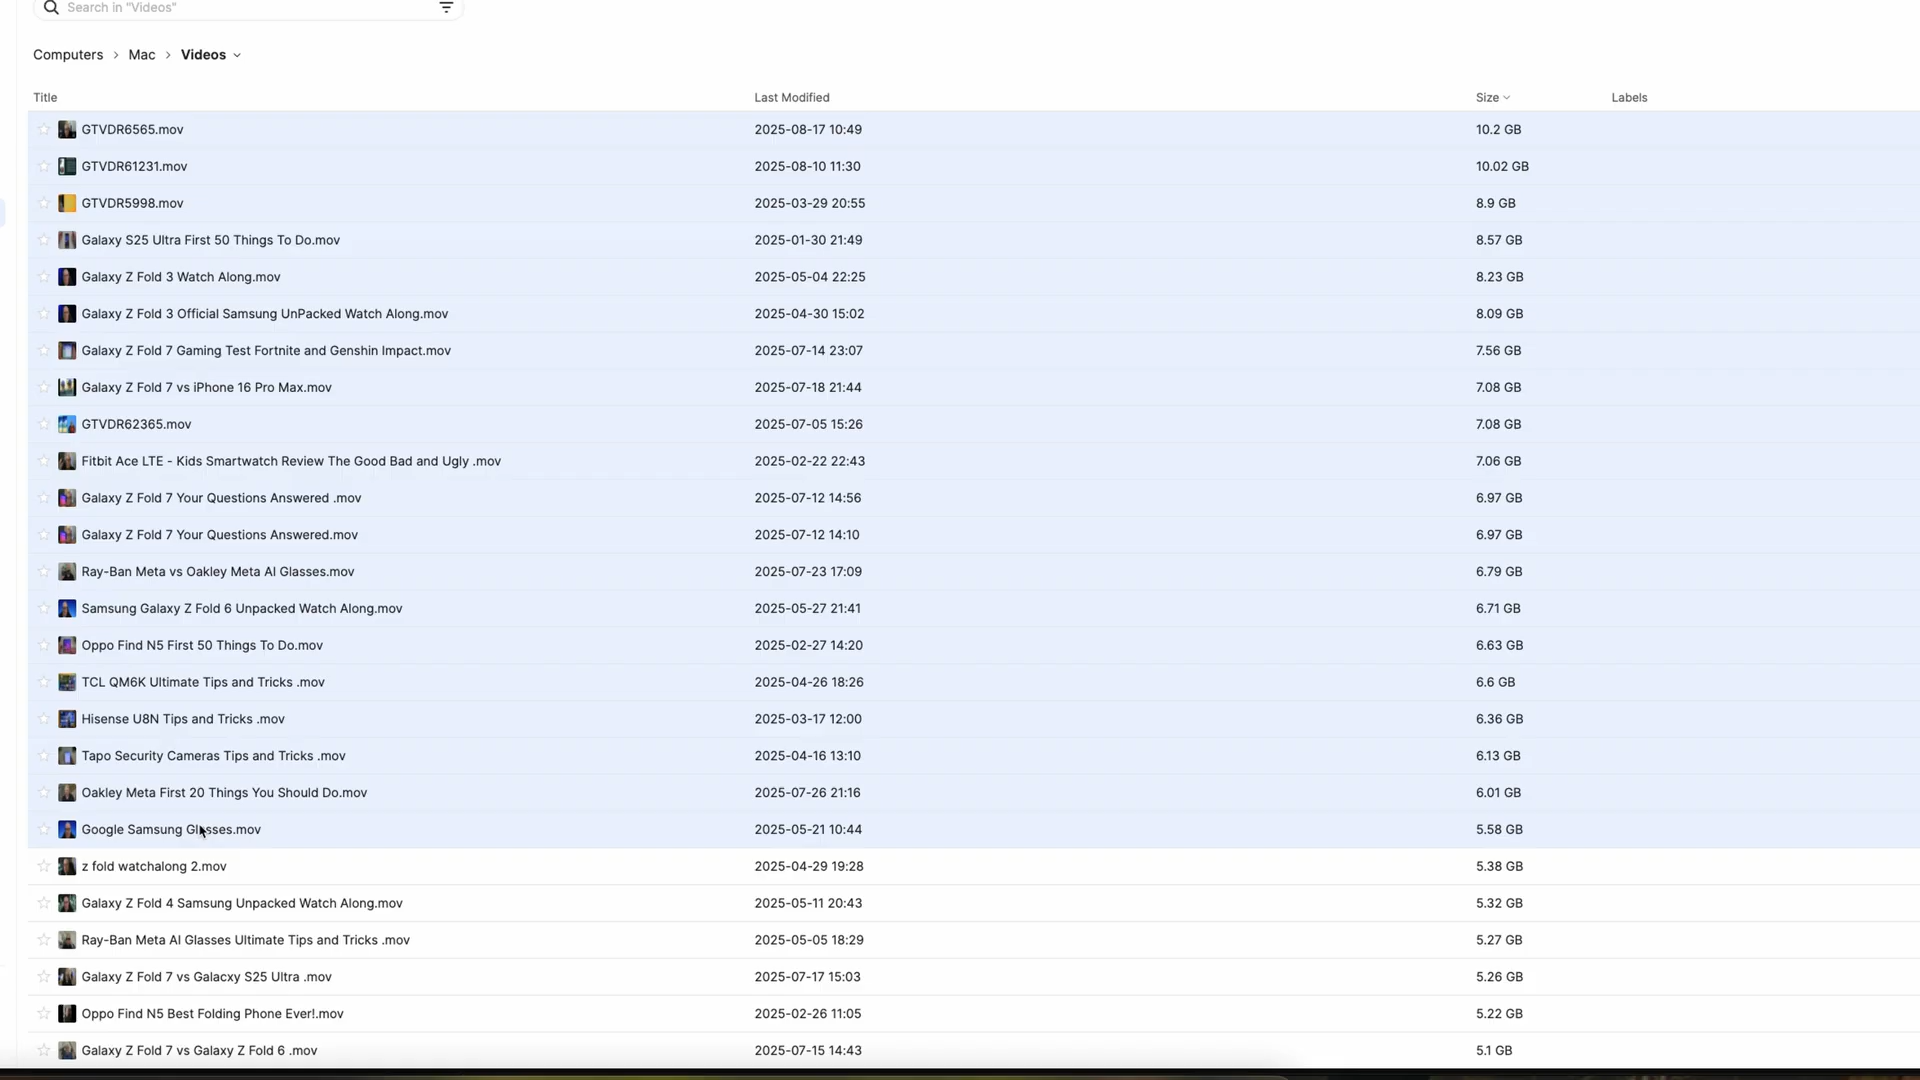 Search in "Videos"
Computers > Mac > Videos
Title Last Modified Size Labels
GTVDR6565.mov 2025-08-17 10:49 10.2 GB
GTVDR61231.mov 2025-08-10 11:30 10.02 GB
GTVDR5998.mov 2025-03-29 20:55 8.9 GB
Galaxy S25 Ultra First 50 Things To Do.mov 2025-01-30 21:49 8.57 GB
Galaxy Z Fold 3 Watch Along.mov 2025-05-04 22:25 8.23 GB
Galaxy Z Fold 3 Official Samsung UnPacked Watch Along.mov 2025-04-30 15:02 8.09 GB
Galaxy Z Fold 7 Gaming Test Fortnite and Genshin Impact.mov 2025-07-14 23:07 7.56 GB
Galaxy Z Fold 7 vs iPhone 16 Pro Max.mov 2025-07-18 21:44 7.08 GB
GTVDR62365.mov 2025-07-05 15:26 7.08 GB
Fitbit Ace LTE - Kids Smartwatch Review The Good Bad and Ugly .mov 2025-02-22 22:43 7.06 GB
Galaxy Z Fold 7 Your Questions Answered .mov 2025-07-12 14:56 6.97 GB
Galaxy Z Fold 7 Your Questions Answered.mov 2025-07-12 14:10 6.97 GB
Ray-Ban Meta vs Oakley Meta AI Glasses.mov 2025-07-23 17:09 6.79 GB
Samsung Galaxy Z Fold 6 Unpacked Watch Along.mov 2025-05-27 21:41 6.71 GB
Oppo Find N5 First 50 Things To Do.mov 2025-02-27 14:20 6.63 GB
TCL QM6K Ultimate Tips and Tricks .mov 2025-04-26 18:26 6.6 GB
Hisense U8N Tips and Tricks .mov 2025-03-17 12:00 6.36 GB
Tapo Security Cameras Tips and Tricks .mov 2025-04-16 13:10 6.13 GB
Oakley Meta First 20 Things You Should Do.mov 2025-07-26 21:16 6.01 GB
Google Samsung Glasses.mov 2025-05-21 10:44 5.58 GB
z fold watchalong 2.mov 2025-04-29 19:28 5.38 GB
Galaxy Z Fold 4 Samsung Unpacked Watch Along.mov 2025-05-11 20:43 5.32 GB
Ray-Ban Meta AI Glasses Ultimate Tips and Tricks .mov 2025-05-05 18:29 5.27 GB
Galaxy Z Fold 7 vs Galacxy S25 Ultra .mov 2025-07-17 15:03 5.26 GB
Oppo Find N5 Best Folding Phone Ever!.mov 2025-02-26 11:05 5.22 GB
Galaxy Z Fold 7 vs Galaxy Z Fold 6 .mov 2025-07-15 14:43 5.1 GB